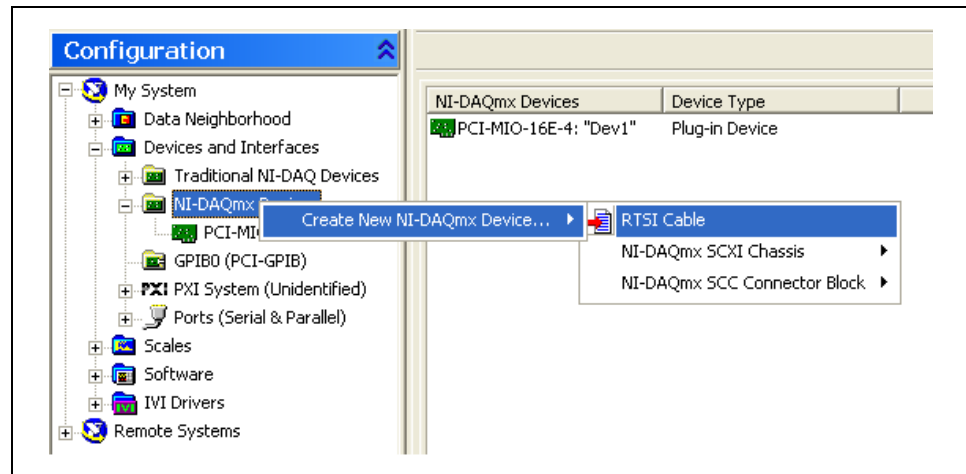 Configuration
My System
Data Neighborhood
Devices and Interfaces
Traditional NI-DAQ Devices
NI-DAQmx
PCI-MI
GPIB0 (PCI-GPIB)
PXI PXI System (Unidentified)
Ports (Serial & Parallel)
Scales
Software
IVI IVI Drivers
Remote Systems
NI-DAQmx Devices Device Type
PCI-MIO-16E-4: "Dev1" Plug-in Device
Create New NI-DAQmx Device...
RTSI Cable
NI-DAQmx SCXI Chassis
NI-DAQmx SCC Connector Block